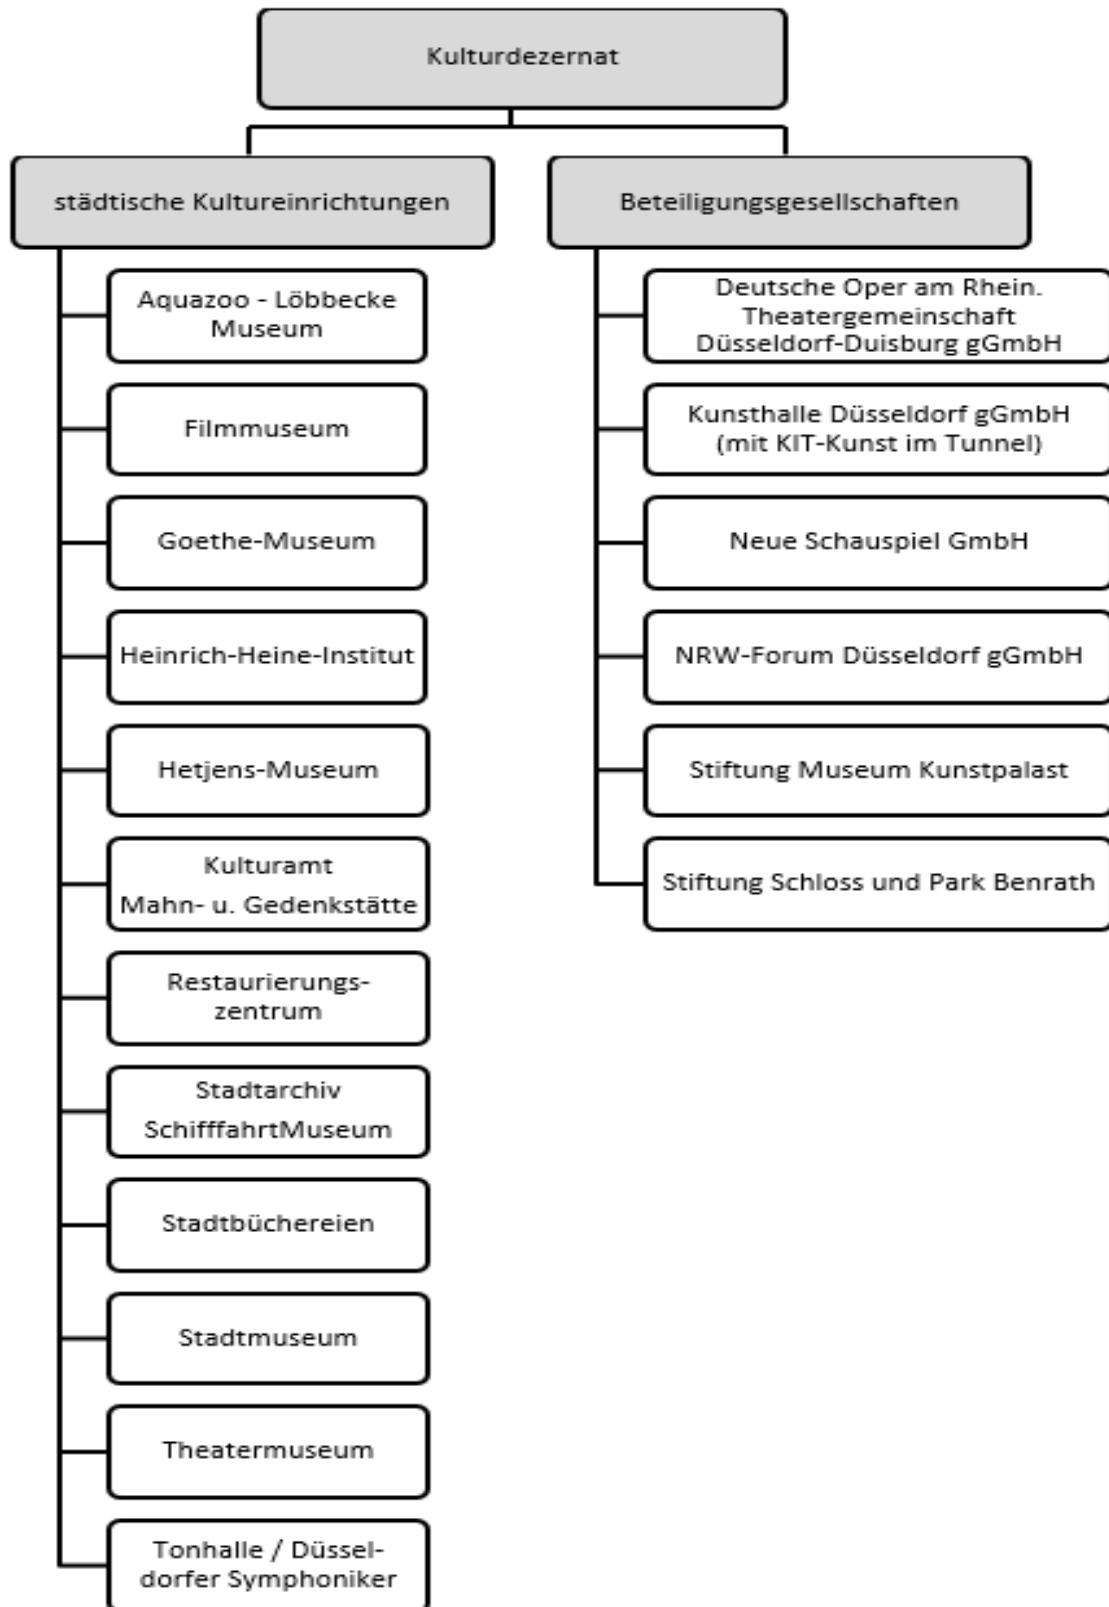 Kulturdezernat
städtische Kultureinrichtungen
Aquazoo - Löbbecke
Museum
Filmmuseum
Goethe-Museum
Heinrich-Heine-Institut
Hetjens-Museum
Kulturamt
Mahn- u. Gedenkstätte
Restaurierungs-
zentrum
Stadtarchiv
SchifffahrtMuseum
Stadtbüchereien
Stadtmuseum
Theatermuseum
Tonhalle / Düssel-
dorfer Symphoniker
Beteiligungsgesellschaften
Deutsche Oper am Rhein.
Theatergemeinschaft
Düsseldorf-Duisburg gGmbH
Kunsthalle Düsseldorf gGmbH
(mit KIT-Kunst im Tunnel)
Neue Schauspiel GmbH
NRW-Forum Düsseldorf gGmbH
Stiftung Museum Kunstpalast
Stiftung Schloss und Park Benrath